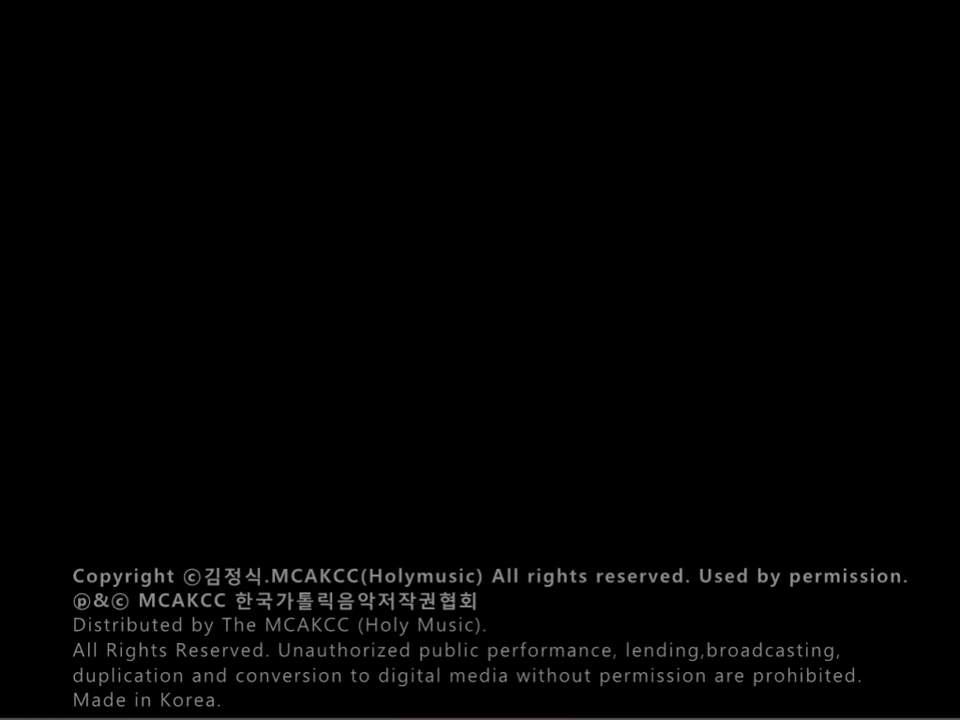 Copyright ⓒ김정식.MCAKCC(Holymusic) All rights reserved. Used by permission.
ⓟ&ⓒ MCAKCC 한국가톨릭음악저작권협회
Distributed by The MCAKCC (Holy Music).
All Rights Reserved. Unauthorized public performance, lending,broadcasting,
duplication and conversion to digital media without permission are prohibited.
Made in Korea.